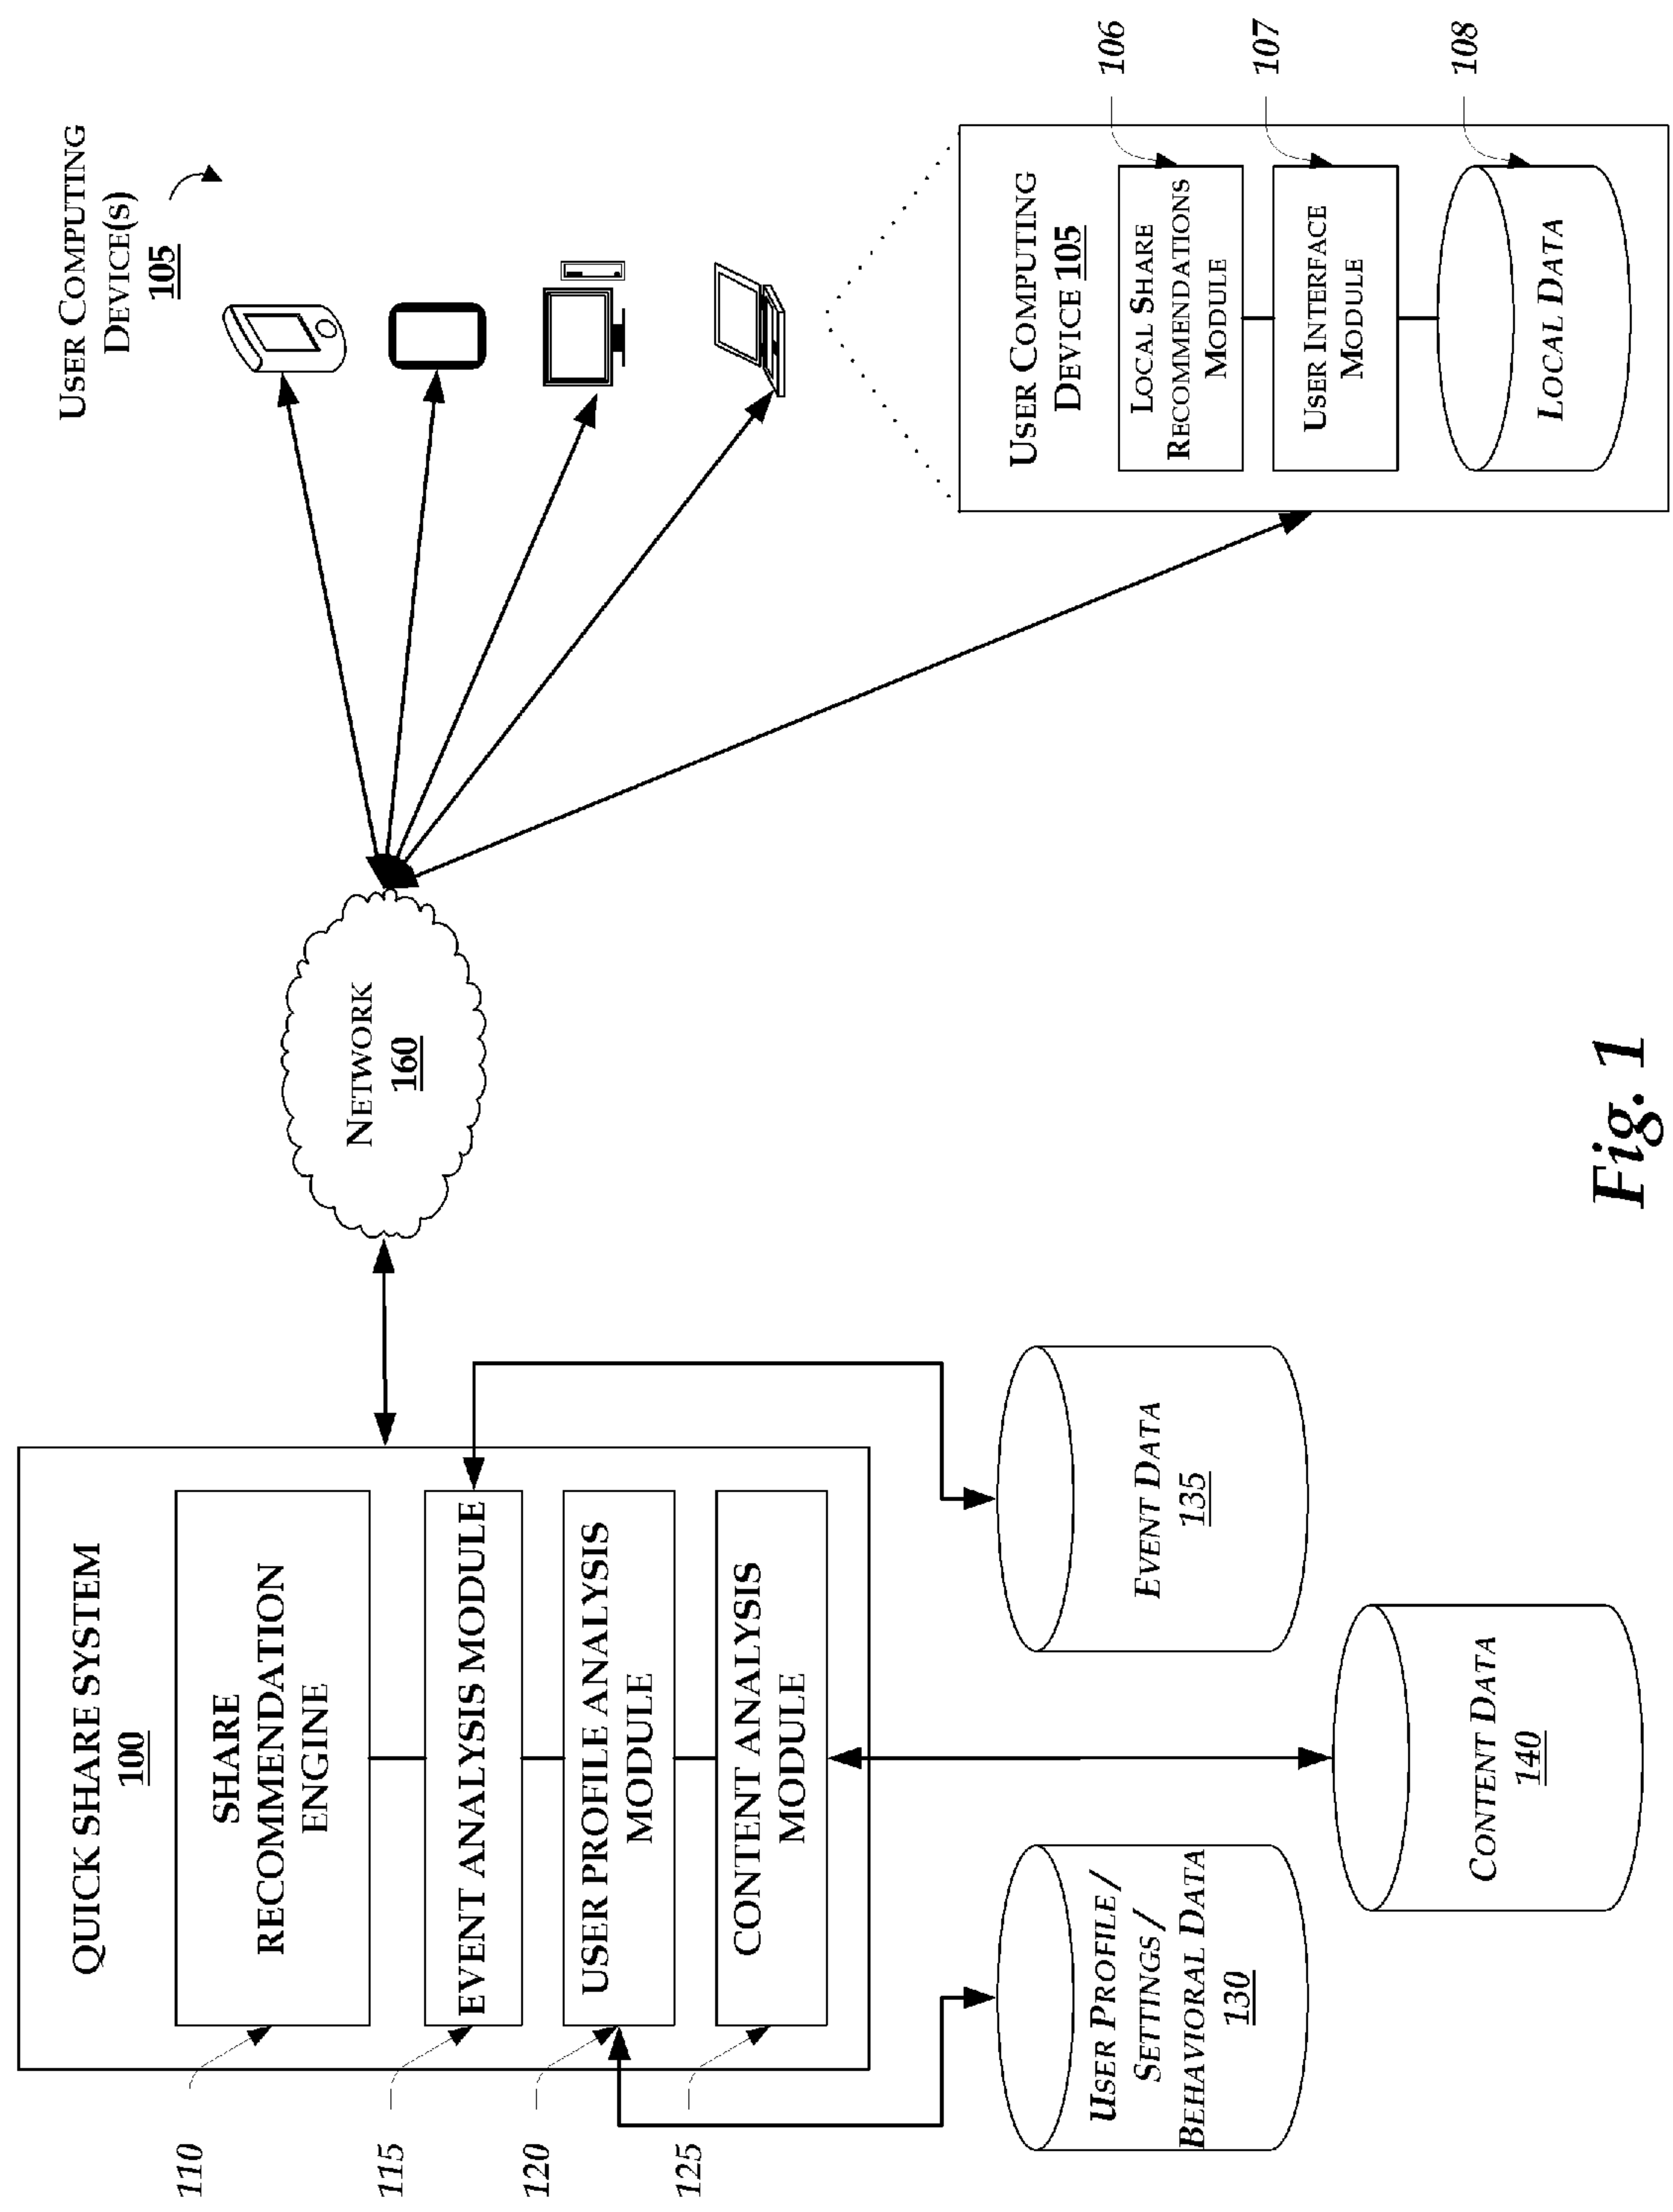 QUICK SHARE SYSTEM
100
SHARE
RECOMMENDATION
ENGINE
EVENT ANALYSIS MODULE
USER PROFILE ANALYSIS
MODULE
CONTENT ANALYSIS
MODULE
110
115
120
125
USER PROFILE /
SETTINGS /
BEHAVIORAL DATA
130
CONTENT DATA
140
EVENT DATA
135
NETWORK
160
USER COMPUTING
DEVICE(s)
105
USER COMPUTING
DEVICE 105
LOCAL SHARE
RECOMMENDATIONS
MODULE
USER INTERFACE
MODULE
LOCAL DATA
106
107
108
Fig. 1